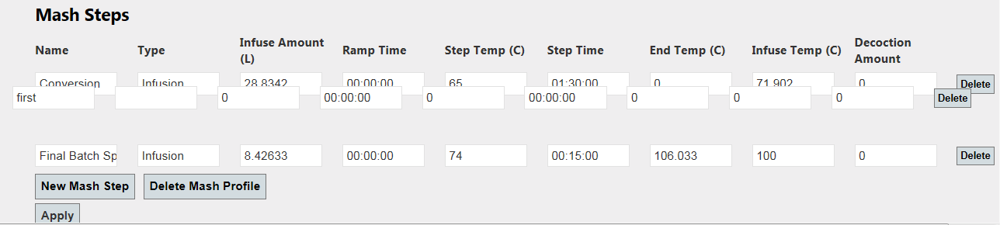 Mash Steps
Name Type Infuse Amount (L) Ramp Time Step Temp (C) Step Time End Temp (C) Infuse Temp (C) Decoction Amount
Conversion Infusion 28.8342 00:00:00 65 01:30:00 0 71.902 0 Delete
first 0 00:00:00 0 00:00:00 0 0 0 Delete
Final Batch Sp Infusion 8.42633 00:00:00 74 00:15:00 106.033 100 0 Delete
New Mash Step Delete Mash Profile
Apply